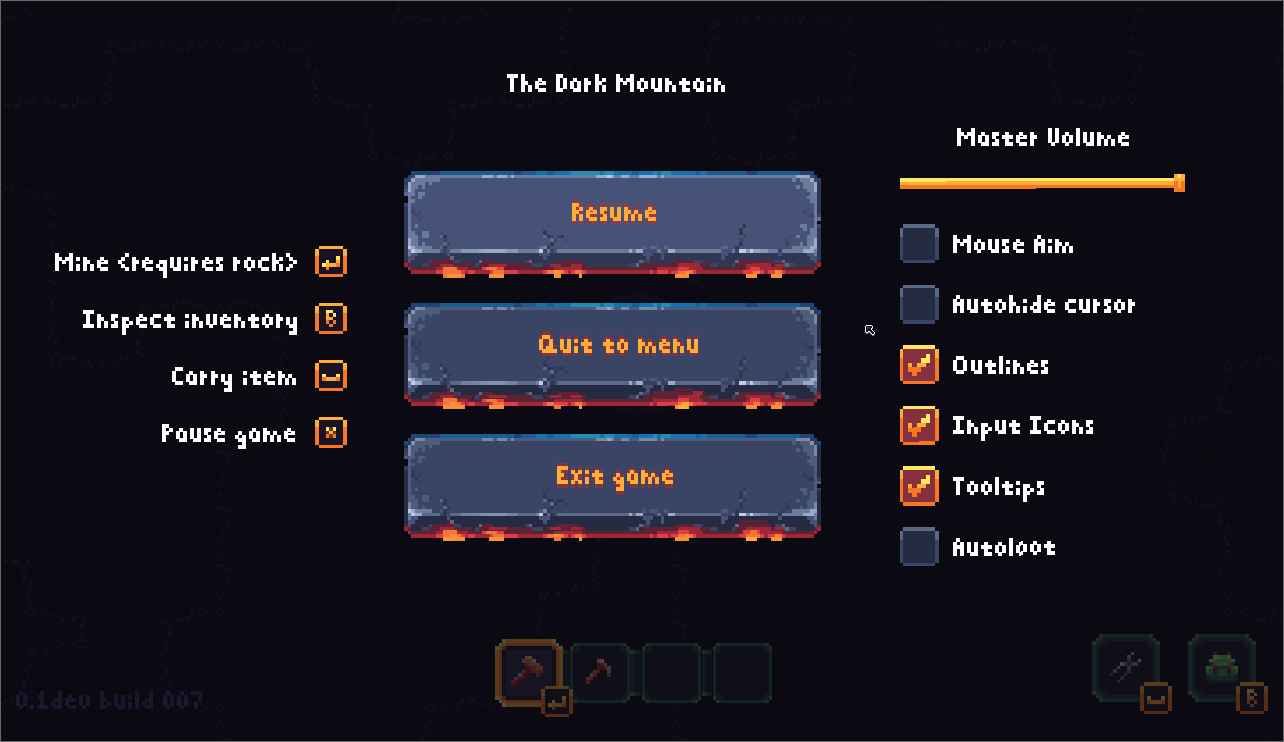 The Dark Mountain
Mine <requires rock>
Inspect inventory B
Carry item
Pause game
Resume
Quit to menu
Exit game
Master Volume
Mouse Aim
Autohide cursor
Outlines
Input Icons
Tooltips
Autoloot
0.1dev build 007
B